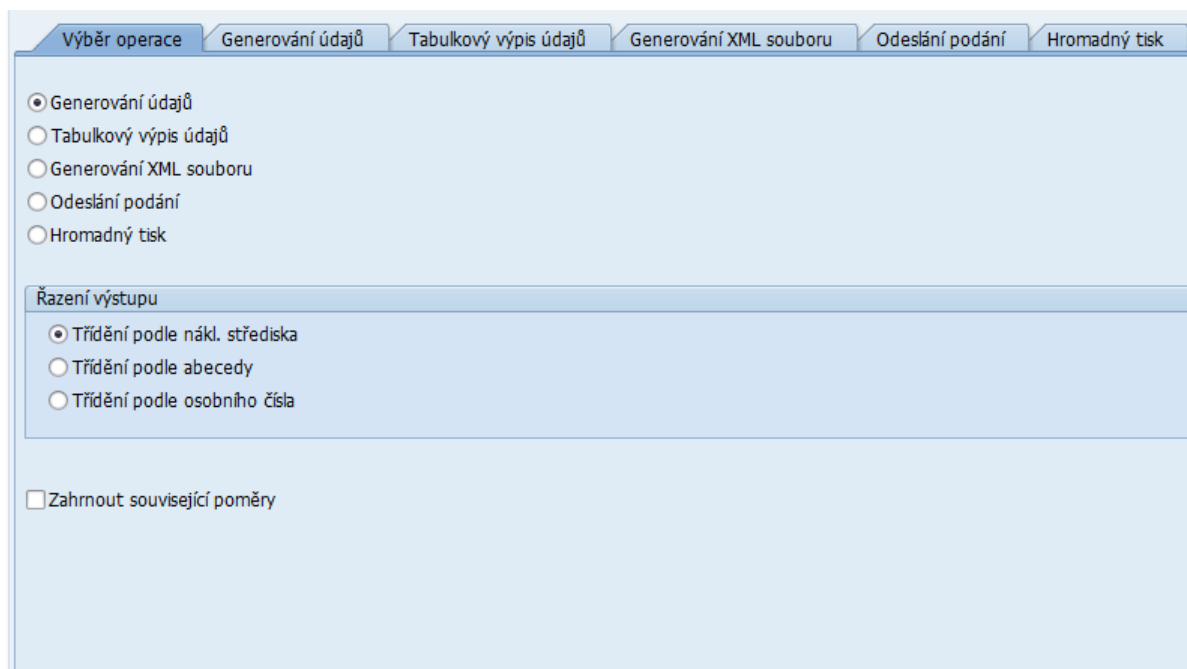 Výběr operace Generování údajů Tabulkový výpis údajů Generování XML souboru Odeslání podání Hromadný tisk
Generování údajů
Tabulkový výpis údajů
Generování XML souboru
Odeslání podání
Hromadný tisk
Řazení výstupu
Třídění podle nákl. střediska
Třídění podle abecedy
Třídění podle osobního čísla
Zahrnout související poměry